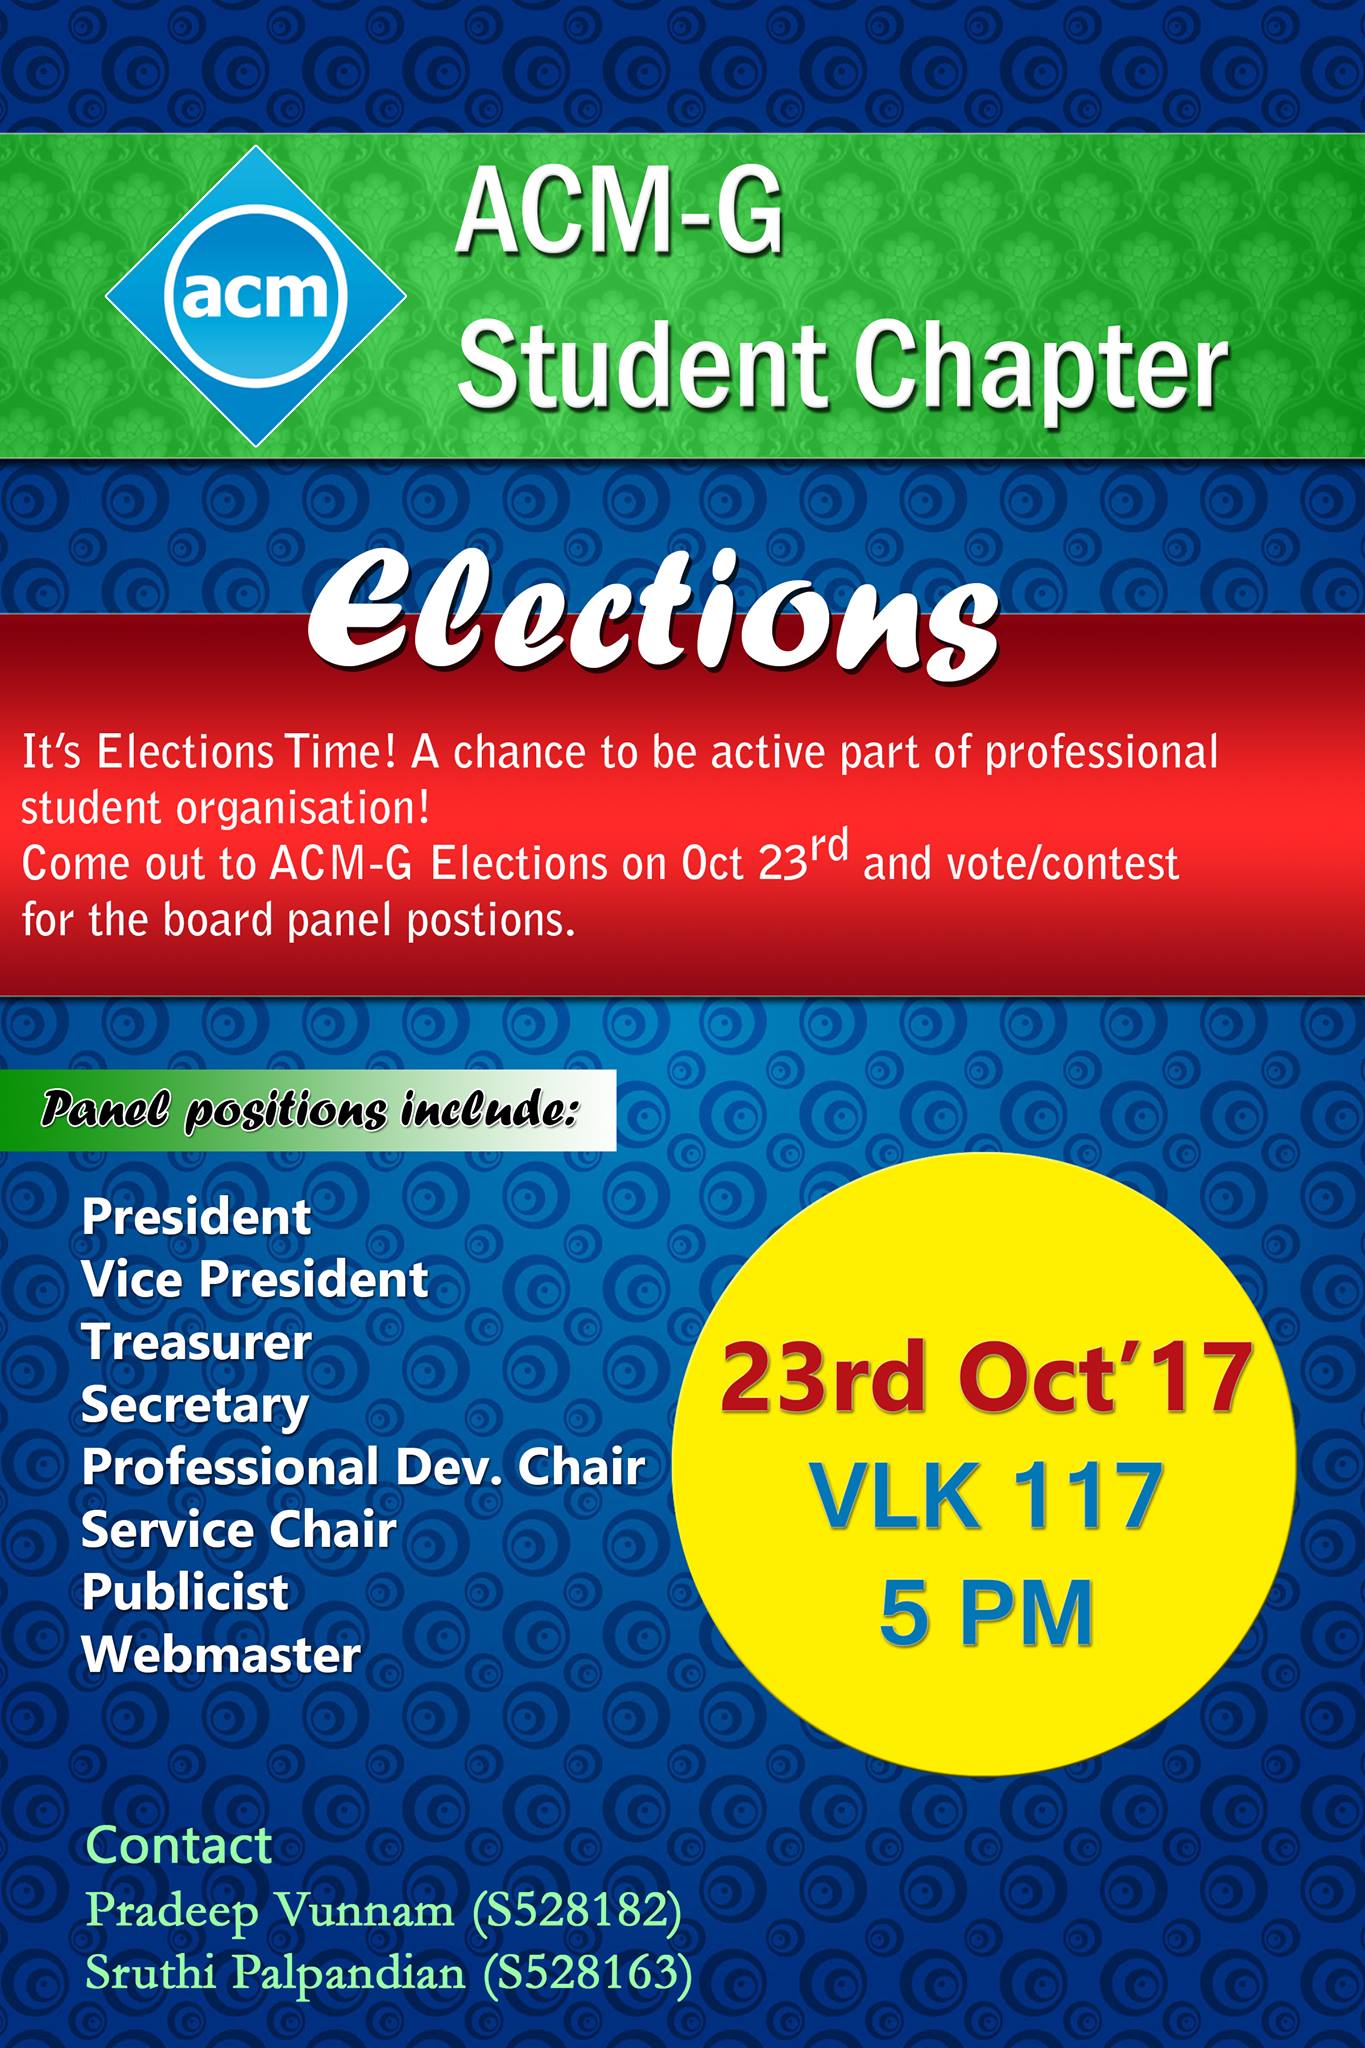 acm
ACM-G
Student Chapter
Elections
It's Elections Time! A chance to be active part of professional
student organisation!
Come out to ACM-G Elections on Oct 23rd and vote/contest
for the board panel postions.
Panel positions include:
President
Vice President
Treasurer
Secretary
Professional Dev. Chair
Service Chair
Publicist
Webmaster
23rd Oct'17
VLK 117
5 PM
Contact
Pradeep Vunnam (S528182)
Sruthi Palpandian (S528163)